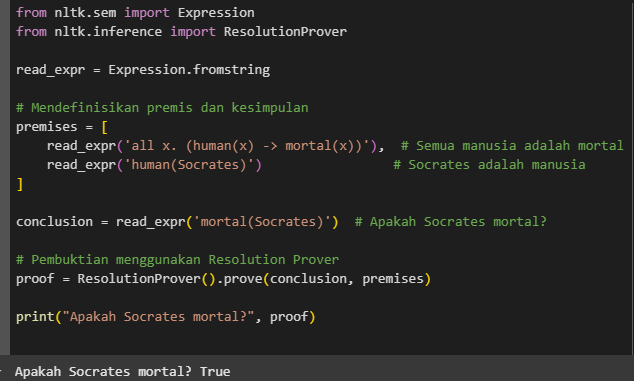 from nltk.sem import Expression
from nltk.inference import ResolutionProver
read_expr = Expression.fromstring
# Mendefinisikan premis dan kesimpulan
premises = [
read_expr('all x. (human(x) -> mortal(x))'),  # Semua manusia adalah mortal
read_expr('human(Socrates)')                 # Socrates adalah manusia
]
conclusion = read_expr('mortal(Socrates)')  # Apakah Socrates mortal?
# Pembuktian menggunakan Resolution Prover
proof = ResolutionProver().prove(conclusion, premises)
print("Apakah Socrates mortal?", proof)
Apakah Socrates mortal? True